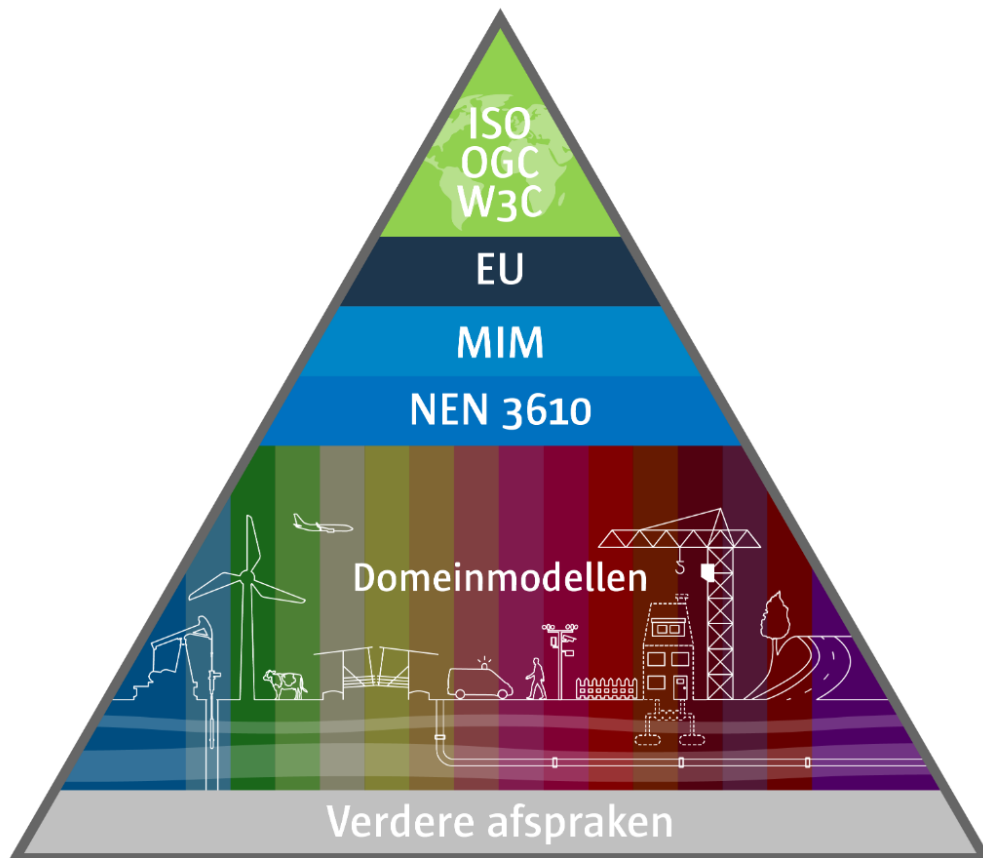 ISO
OGC
W3C
EU
MIM
NEN 3610
Domeinmodellen
Verdere afspraken